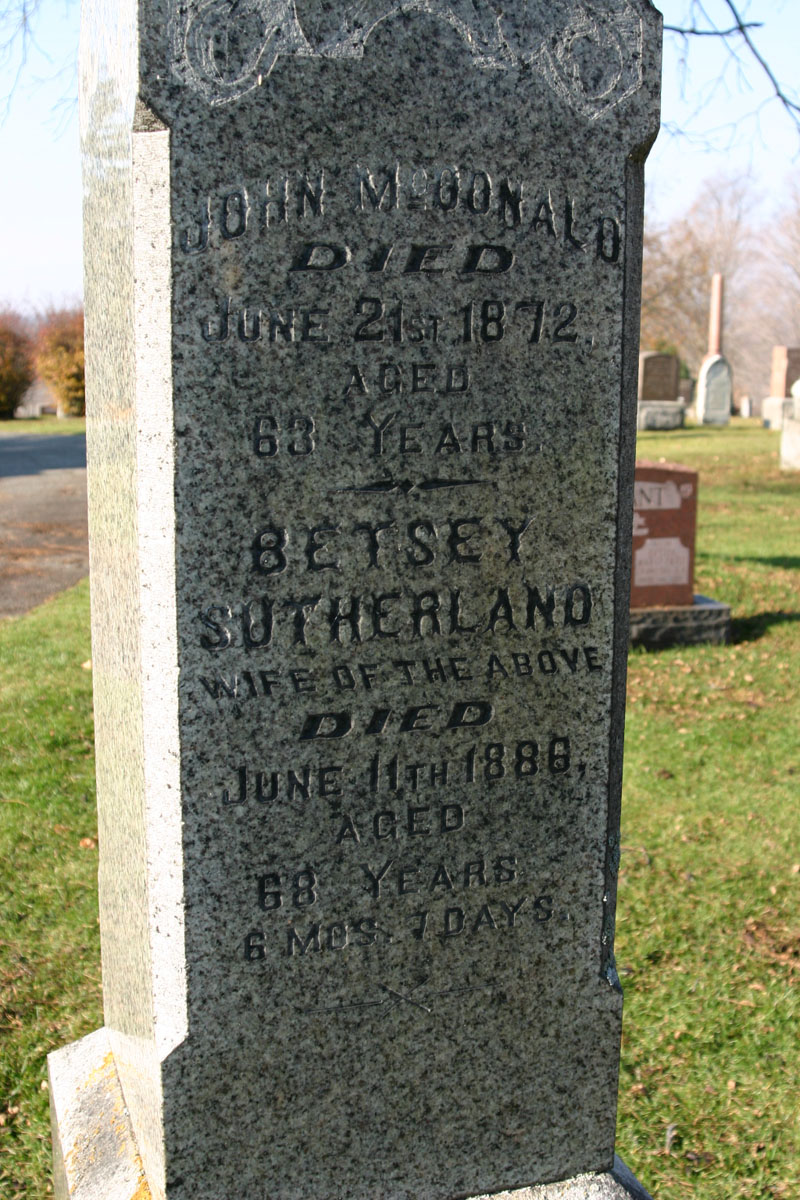 JOHN McDONALD
DIED
JUNE 21ST 1872,
AGED
63 YEARS.
BETSEY
SUTHERLAND
WIFE OF THE ABOVE
DIED
JUNE 11TH 1886,
AGED
68 YEARS
6 MOS. 7 DAYS.
ANT